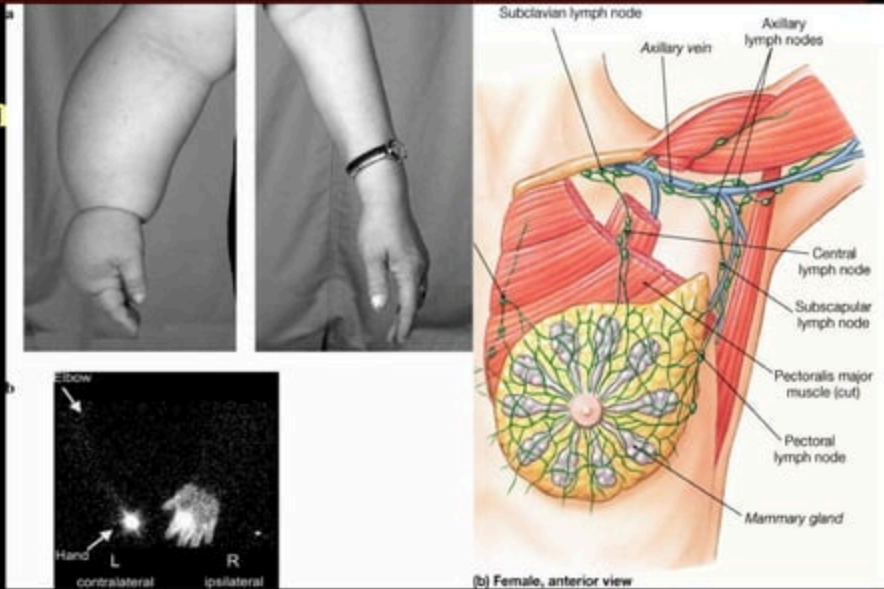 a
Subclavian lymph node
Axillary vein
Axillary
lymph nodes
Central
lymph node
Subscapular
lymph node
Pectoralis major
muscle (cut)
Pectoral
lymph node
Mammary gland
(b) Female, anterior view
b
Elbow
Hand
L
R
contralateral
ipsilateral